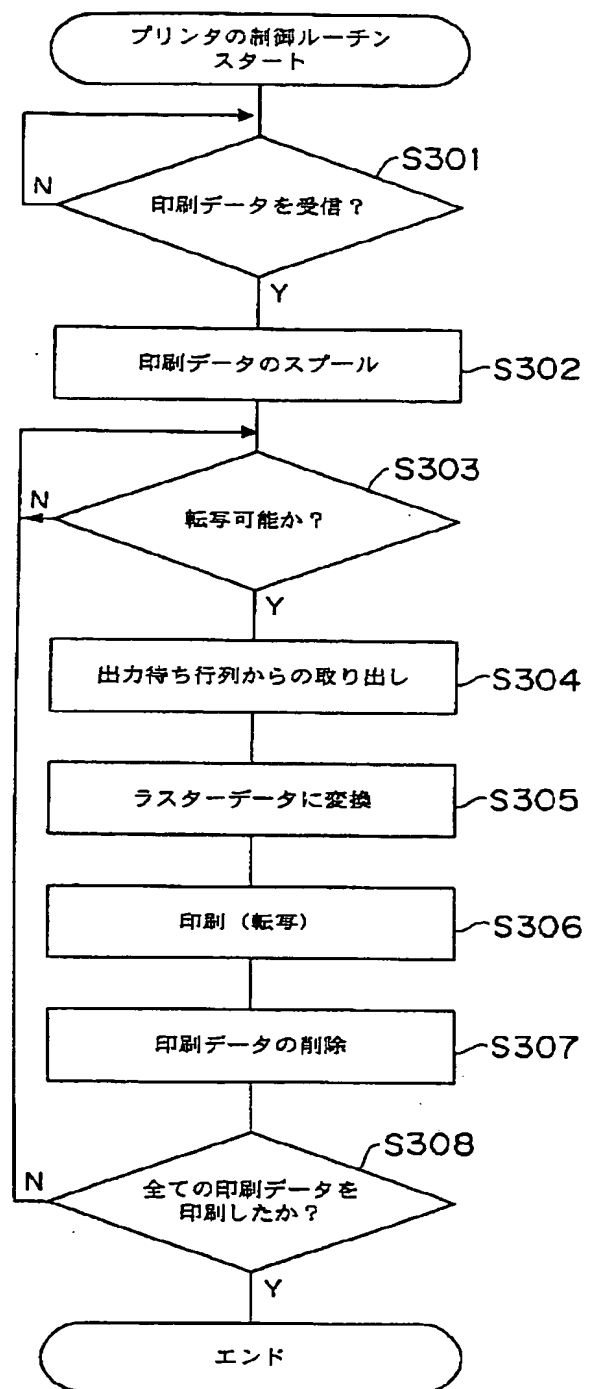 プリンタの制御ルーチン
スタート
S301
N
印刷データを受信？
Y
印刷データのスプール
S302
S303
N
転写可能か？
Y
出力待ち行列からの取り出し
S304
ラスターデータに変換
S305
印刷（転写）
S306
印刷データの削除
S307
S308
N
全ての印刷データを
印刷したか？
Y
エンド